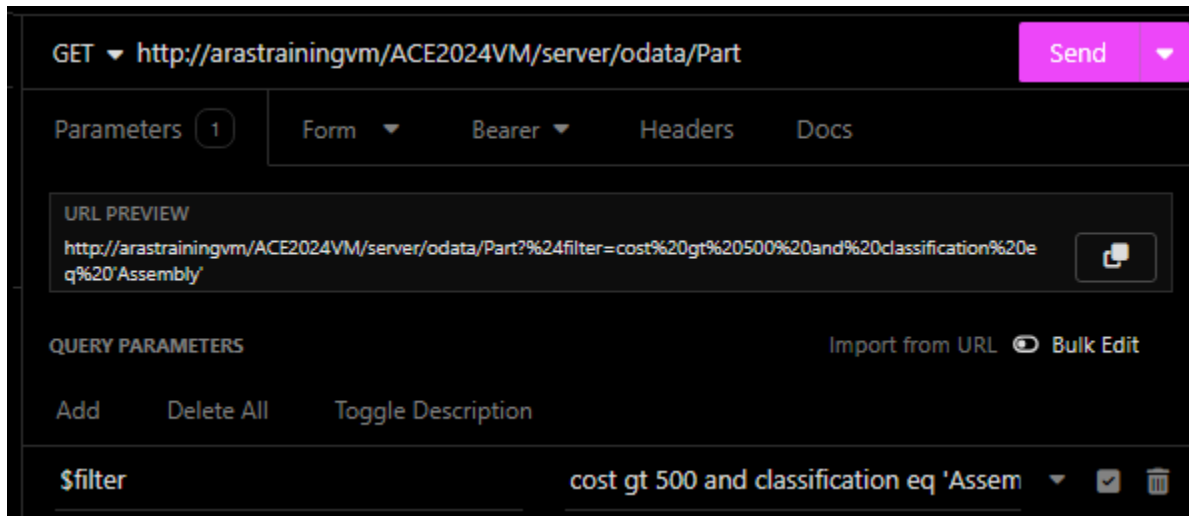 GET http://arastrainingvm/ACE2024VM/server/odata/Part Send
Parameters 1 Form Bearer Headers Docs
URL PREVIEW
http://arastrainingvm/ACE2024VM/server/odata/Part?%24filter=cost%20gt%20500%20and%20classification%20e
q%20'Assembly'
QUERY PARAMETERS Import from URL Bulk Edit
Add Delete All Toggle Description
$filter cost gt 500 and classification eq 'Assem